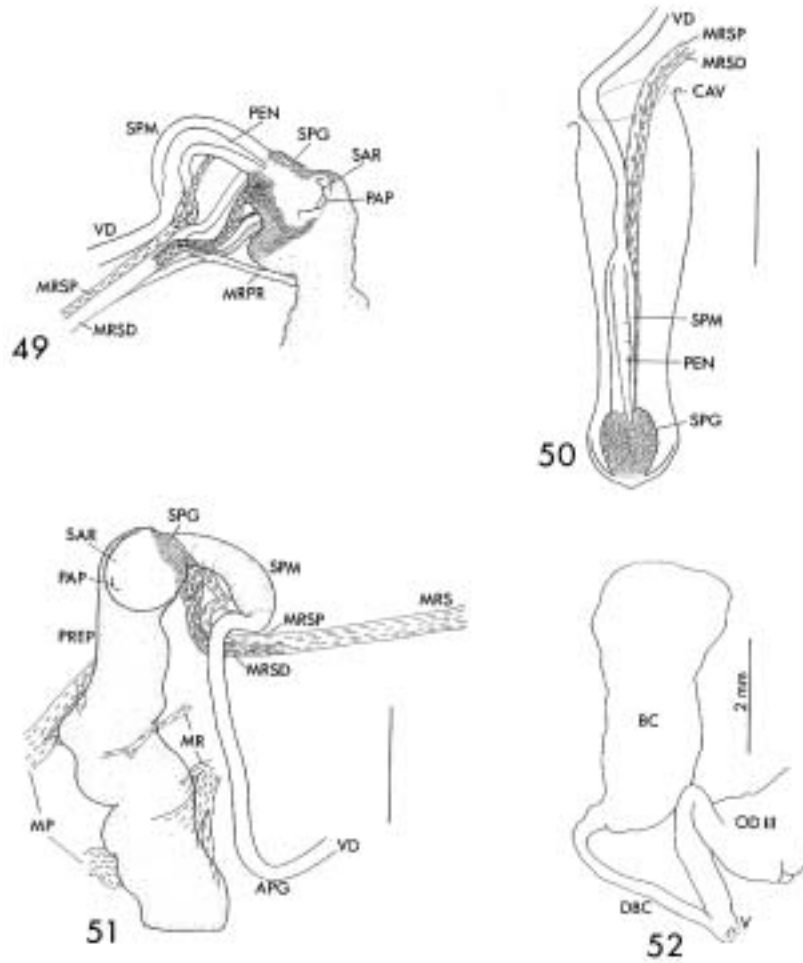 SPM
PEN
SPG
SAR
PAP
VD
MRSP
MRSD
MRPR
49
VD
MRSP
MRSD
CAV
SPM
PEN
SPG
50
SAR
SPG
PAP
SPM
PREP
MRSP
MRS
MRSD
MR
MP
VD
APG
51
BC
2 mm
OD III
DBC
V
52